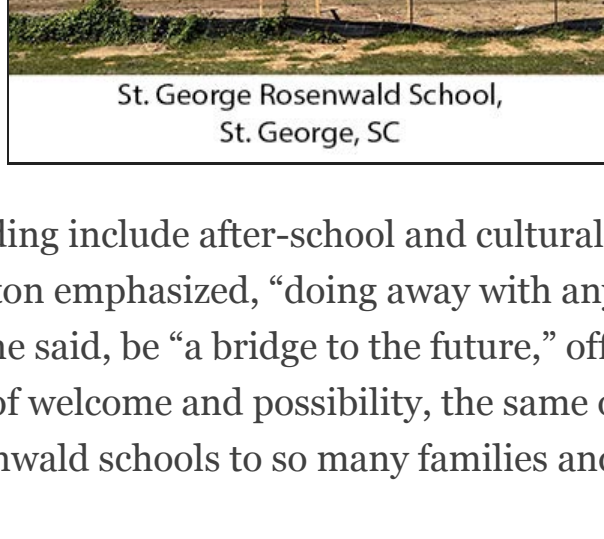 St. George Rosenwald School,
St. George, SC
ding include after-school and cultural
ton emphasized, “doing away with any
he said, be “a bridge to the future,” off
of welcome and possibility, the same o
nwald schools to so many families and